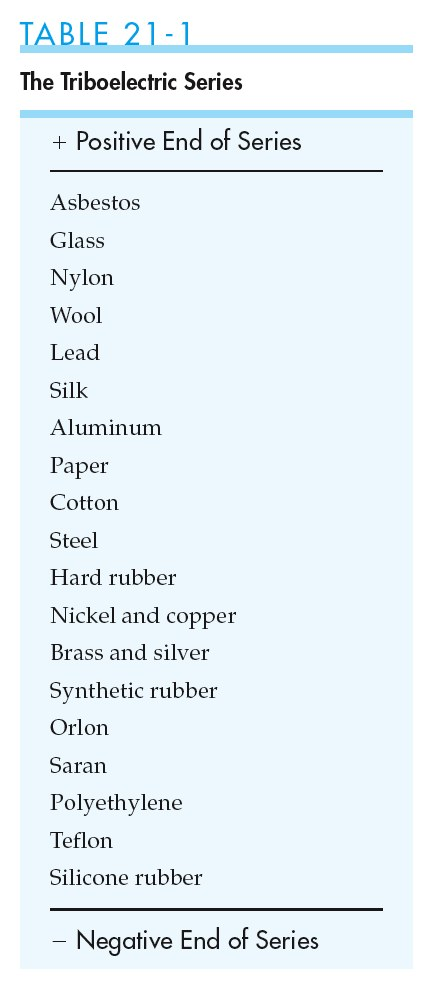 TABLE 21-1
The Triboelectric Series
+ Positive End of Series
Asbestos
Glass
Nylon
Wool
Lead
Silk
Aluminum
Paper
Cotton
Steel
Hard rubber
Nickel and copper
Brass and silver
Synthetic rubber
Orlon
Saran
Polyethylene
Teflon
Silicone rubber
− Negative End of Series